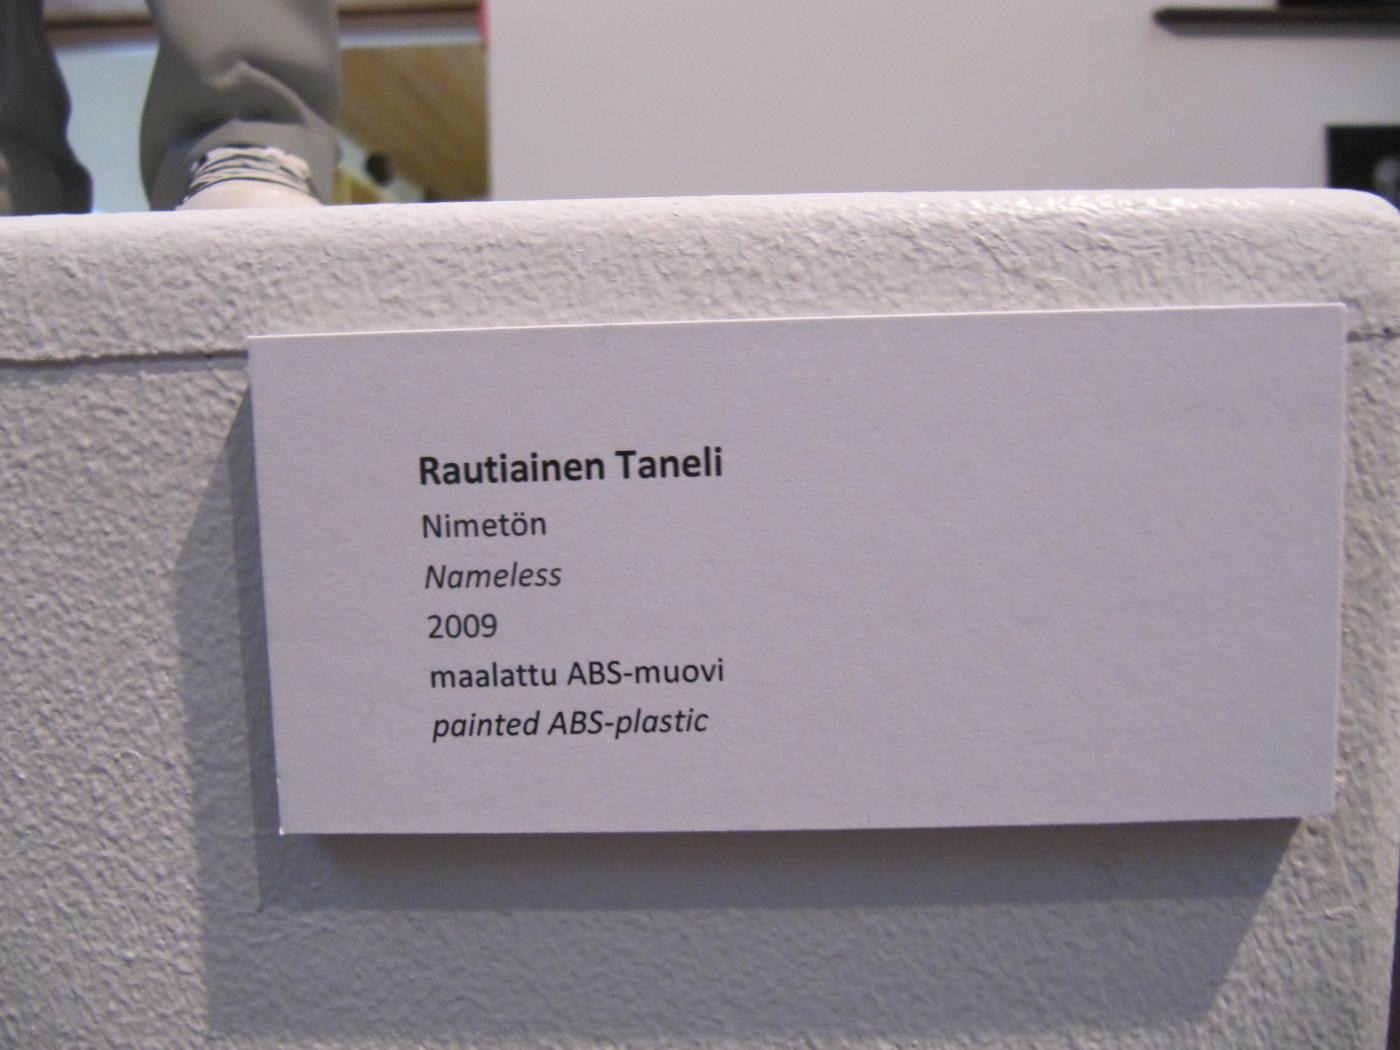 Rautiainen Taneli
Nimetön
Nameless
2009
maalattu ABS-muovi
painted ABS-plastic